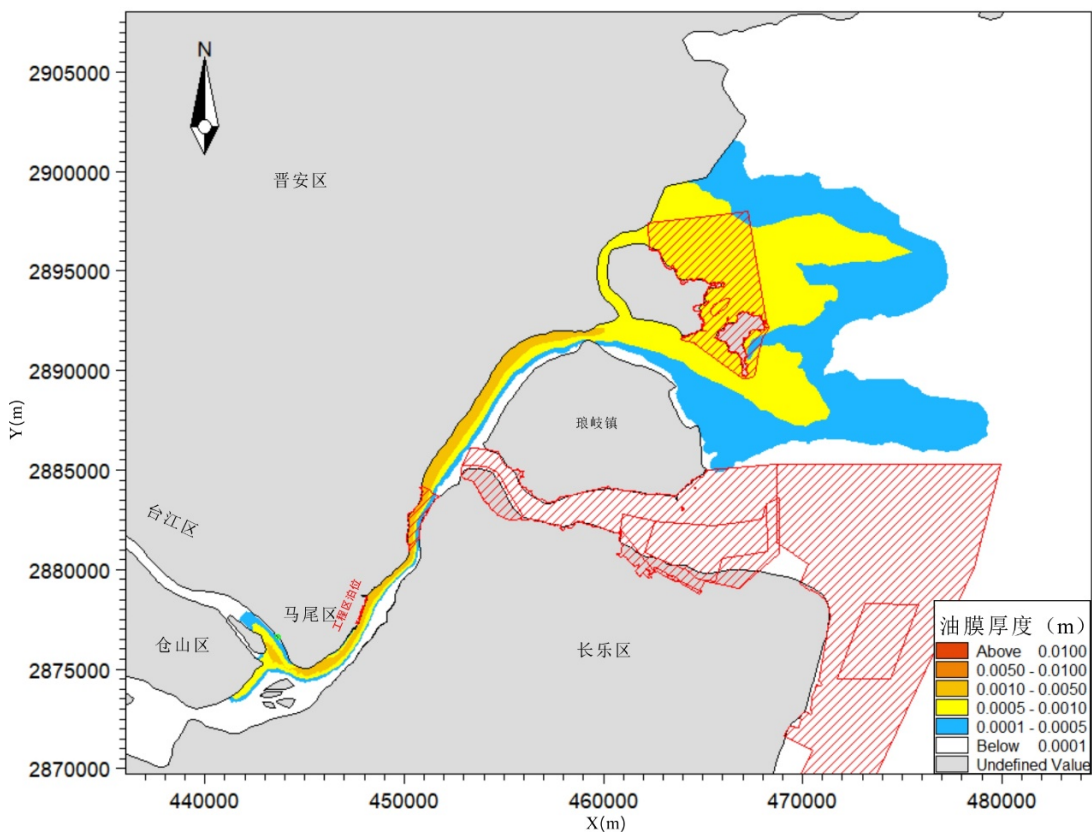 N
2905000
2900000
2895000
2890000
2885000
2880000
2875000
2870000
Y(m)
晋安区
琅岐镇
台江区
马尾区
工程区泊位
仓山区
长乐区
油膜厚度（m）
Above 0.0100
0.0050 - 0.0100
0.0010 - 0.0050
0.0005 - 0.0010
0.0001 - 0.0005
Below 0.0001
Undefined Value
440000 450000 460000 470000 480000
X(m)